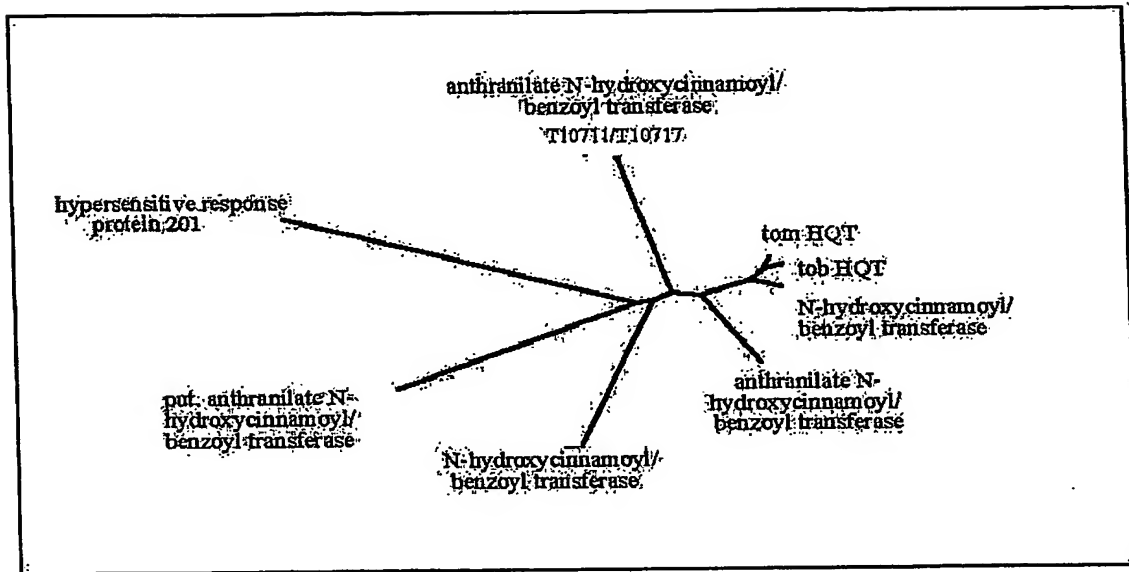 anthranilate N-hydroxycinnamoyl/
benzoyl transferase
T10711/T10717
hypersensitive response
protein 201
tom HQT
tob HQT
N-hydroxycinnamoyl/
benzoyl transferase
anthranilate N-
hydroxycinnamoyl/
benzoyl transferase
put. anthranilate N-
hydroxycinnamoyl/
benzoyl transferase
N-hydroxycinnamoyl/
benzoyl transferase